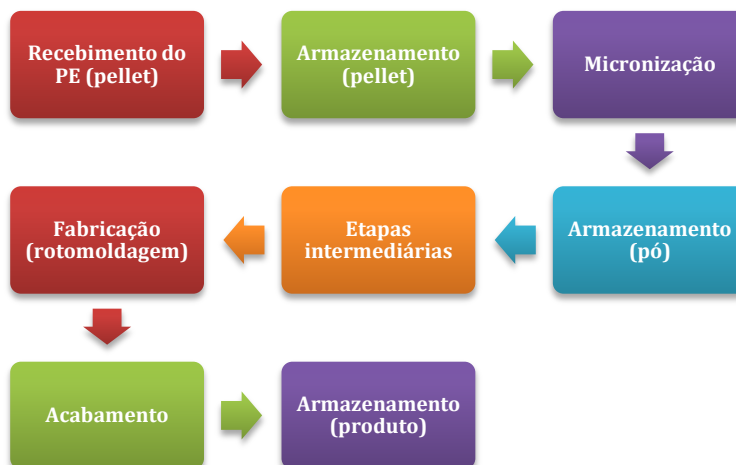 Recebimento do
PE (pellet)
Armazenamento
(pellet)
Micronização
Armazenamento
(pó)
Etapas
intermediárias
Fabricação
(rotomoldagem)
Acabamento
Armazenamento
(produto)